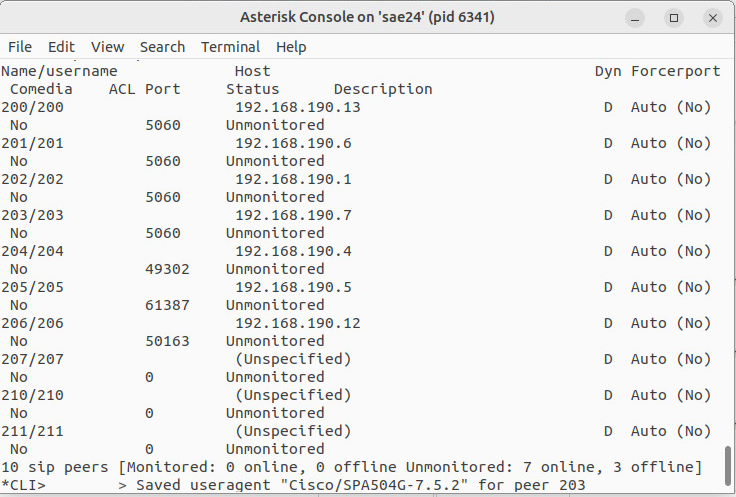 Asterisk Console on 'sae24' (pid 6341)
File Edit View Search Terminal Help
Name/username Host Dyn Forcerport
Comedia ACL Port Status Description
200/200 192.168.190.13 D Auto (No)
No 5060 Unmonitored
201/201 192.168.190.6 D Auto (No)
No 5060 Unmonitored
202/202 192.168.190.1 D Auto (No)
No 5060 Unmonitored
203/203 192.168.190.7 D Auto (No)
No 5060 Unmonitored
204/204 192.168.190.4 D Auto (No)
No 49302 Unmonitored
205/205 192.168.190.5 D Auto (No)
No 61387 Unmonitored
206/206 192.168.190.12 D Auto (No)
No 50163 Unmonitored
207/207 (Unspecified) D Auto (No)
No 0 Unmonitored
210/210 (Unspecified) D Auto (No)
No 0 Unmonitored
211/211 (Unspecified) D Auto (No)
No 0 Unmonitored
10 sip peers [Monitored: 0 online, 0 offline Unmonitored: 7 online, 3 offline]
*CLI> > Saved useragent "Cisco/SPA504G-7.5.2" for peer 203